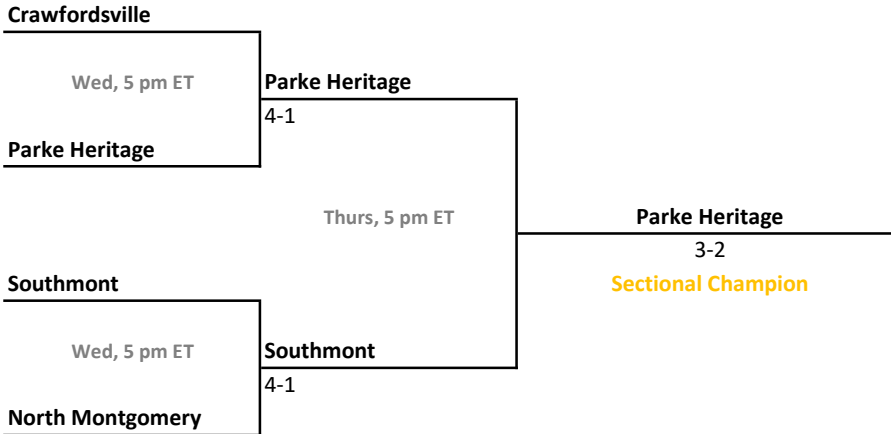 Crawfordsville
Wed, 5 pm ET
Parke Heritage
4-1
Parke Heritage
Thurs, 5 pm ET
Parke Heritage
3-2
Sectional Champion
Southmont
Wed, 5 pm ET
Southmont
4-1
North Montgomery